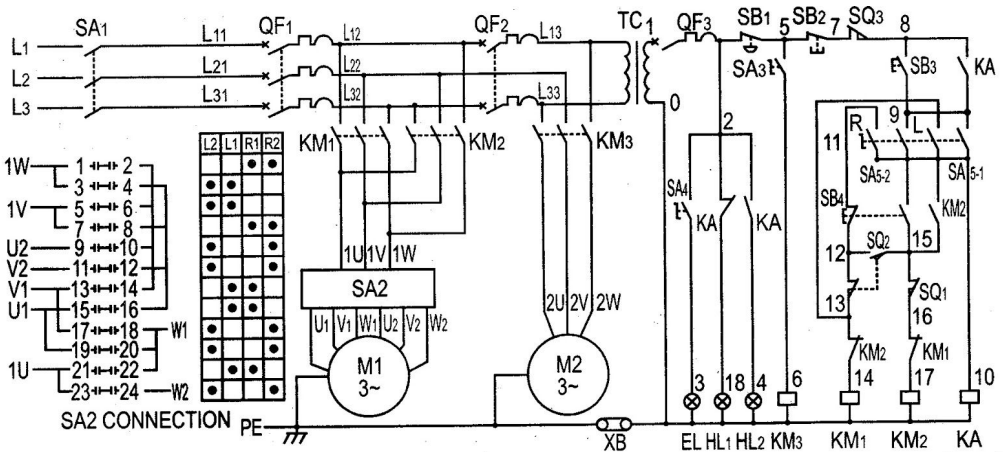 SA1 QF1 QF2 TC 1 QF3 SB1 5 SB2 7 SQ3 8
L1 L11 L12 L13
L2 L21 L22 SA3 SB3 KA
L3 L31 L32 L33 0
KM1 KM2 KM3 2 11 R 9 L
L2 L1 R1 R2
1W 1 2
3 4
1V 5 6
7 8
U2 9 10
V2 11 12
V1 13 14
U1 15 16
17 18 W1
19 20
1U 21 22
23 24 W2
SA2 CONNECTION
SA5-2 SA5-1
SA4 KA KA SB4 KM2
1U 1V 1W 12 SQ2 15
SA2 2U 2V 2W 13 SQ1
U1 V1 W1 U2 V2 W2 16
M1 3~ M2 3~ KM2 KM1
3 18 4 6 14 17 10
PE XB EL HL1 HL2 KM3 KM1 KM2 KA